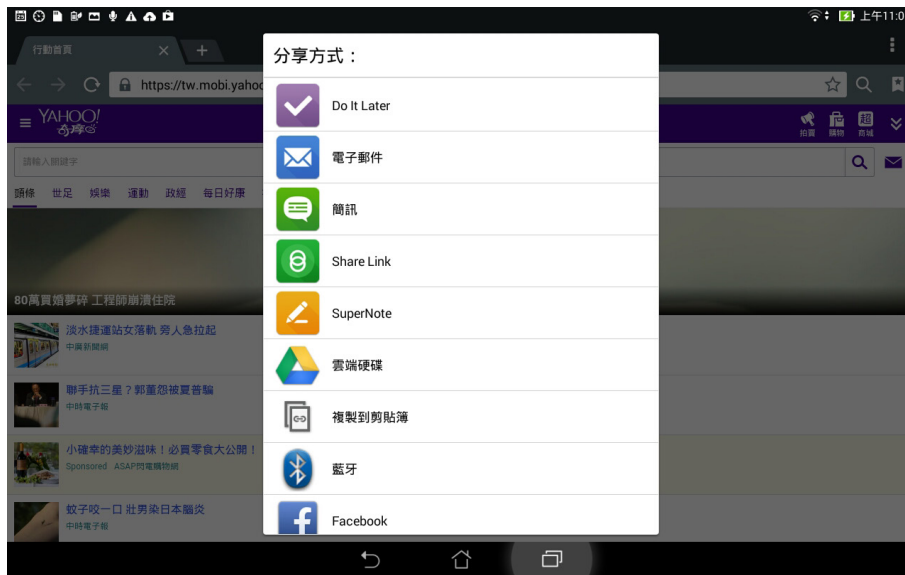 上午11:0
行動首頁
https://tw.mobi.yahoo
YAHOO!
奇摩
拍賣 購物 商城
請輸入關鍵字
頭條 世足 娛樂 運動 政經 每日好康
80萬買婚夢碎 工程師崩潰住院
淡水捷運站女落軌 旁人急拉起
中廣新聞網
聯手抗三星？郭董怨被夏普騙
中時電子報
小確幸的美妙滋味！必買零食大公開！
Sponsored ASAP閃電購物網
蚊子咬一口 壯男染日本腦炎
中時電子報
分享方式：
Do It Later
電子郵件
簡訊
Share Link
SuperNote
雲端硬碟
複製到剪貼簿
藍牙
Facebook